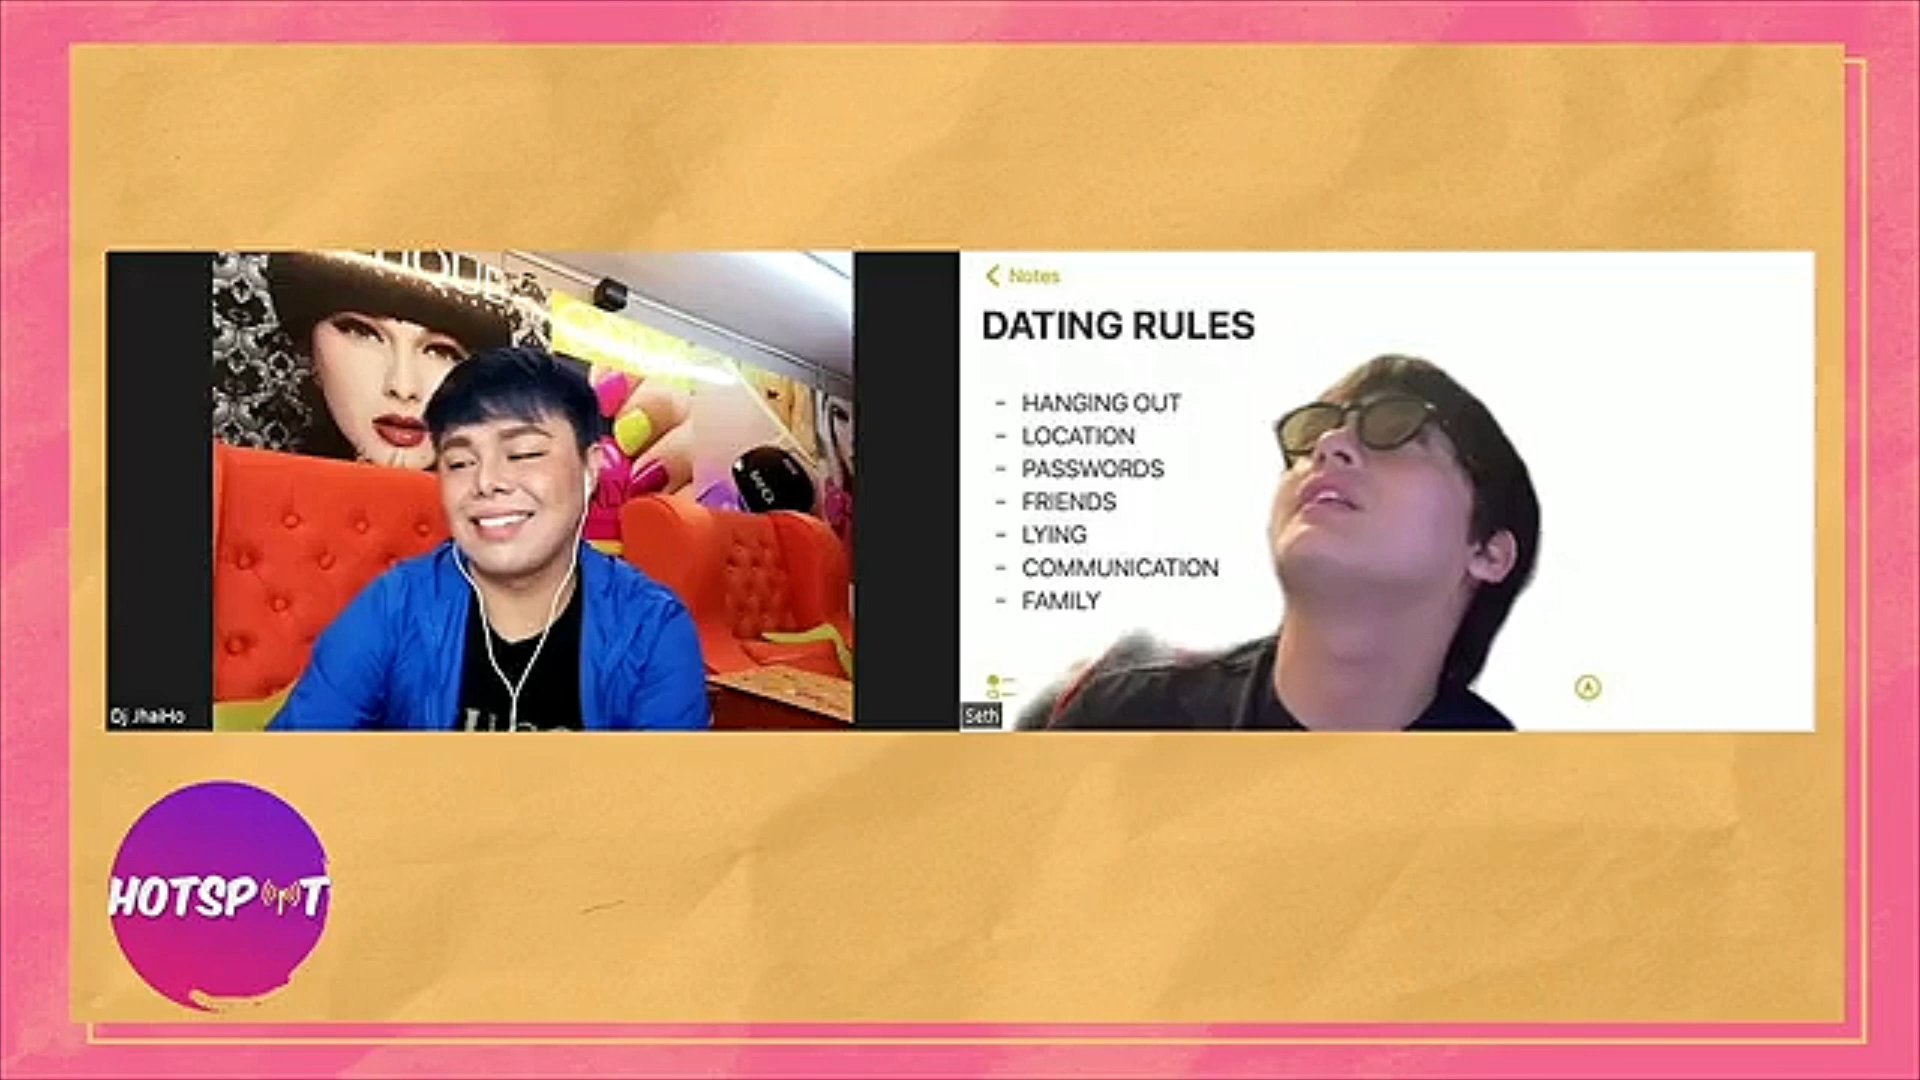 Notes
DATING RULES
- HANGING OUT
- LOCATION
- PASSWORDS
- FRIENDS
- LYING
- COMMUNICATION
- FAMILY
Dj JhaiHo
Seth
A
HOTSPOT